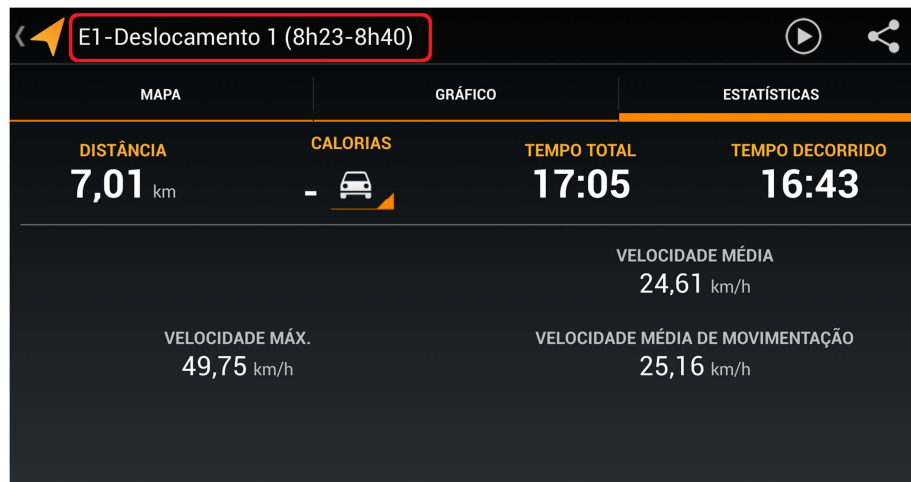 E1-Deslocamento 1 (8h23-8h40)
MAPA GRÁFICO ESTATÍSTICAS
DISTÂNCIA CALORIAS TEMPO TOTAL TEMPO DECORRIDO
7,01 km - 17:05 16:43
VELOCIDADE MÉDIA
24,61 km/h
VELOCIDADE MÁX. VELOCIDADE MÉDIA DE MOVIMENTAÇÃO
49,75 km/h 25,16 km/h